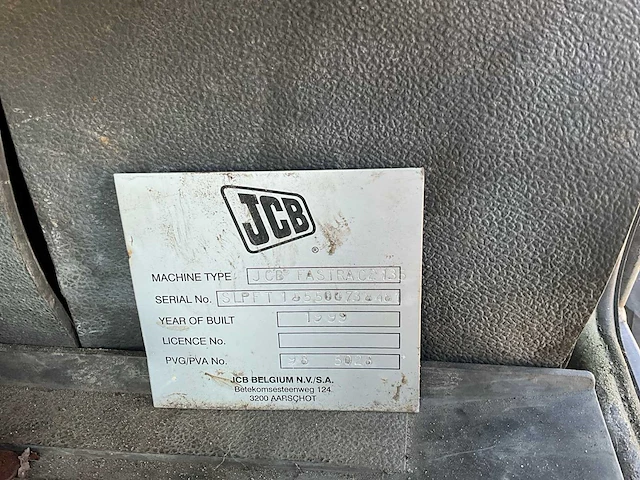 JCB
®
MACHINE TYPE JCB
SERIAL No.
YEAR OF BUILT
LICENCE No.
PVG/PVA No.
JCB BELGIUM N.V./S.A.
Betekomsesteenweg 124
3200 AARSCHOT